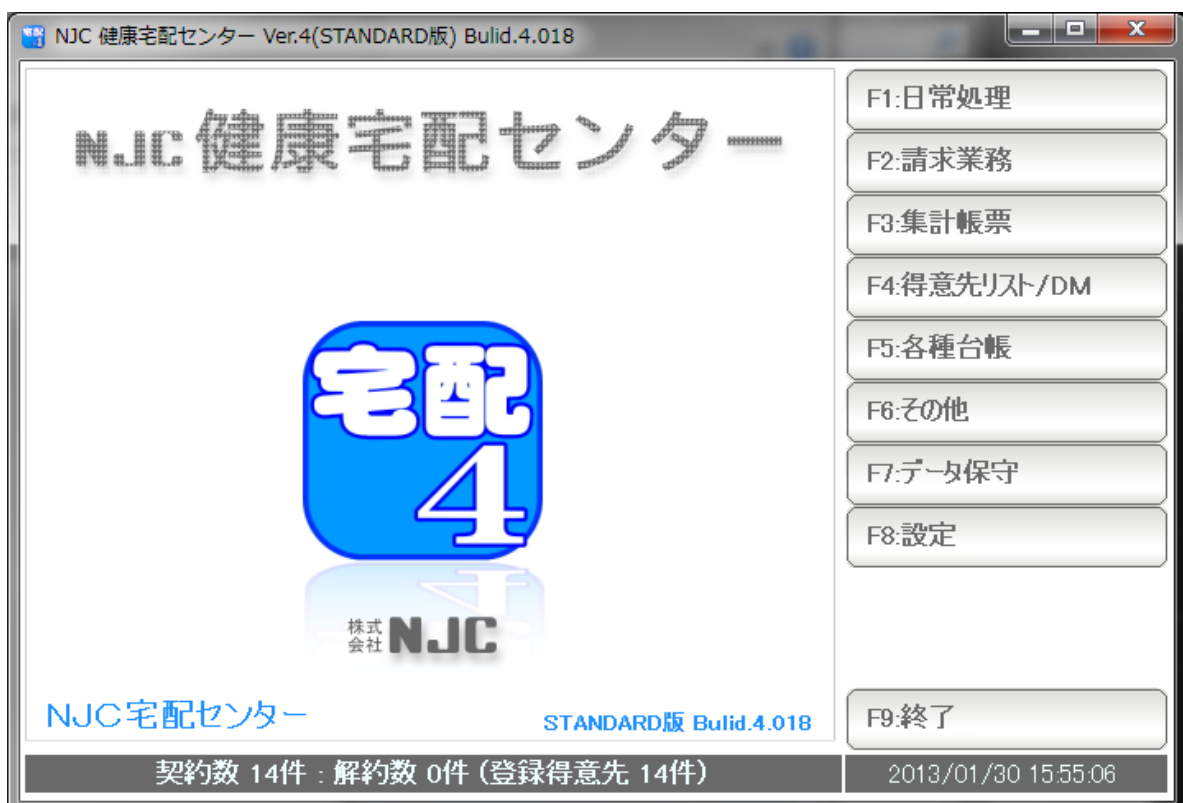 NJC 健康宅配センター Ver.4(STANDARD版) Bulid.4.018
NJC 健康宅配センター
宅配
4
株式
会社 NJC
NJC宅配センター
STANDARD版 Bulid.4.018
F1:日常処理
F2:請求業務
F3:集計帳票
F4:得意先リスト/DM
F5:各種台帳
F6:その他
F7:データ保守
F8:設定
F9:終了
契約数 14件 : 解約数 0件 (登録得意先 14件)
2013/01/30 15:55:06